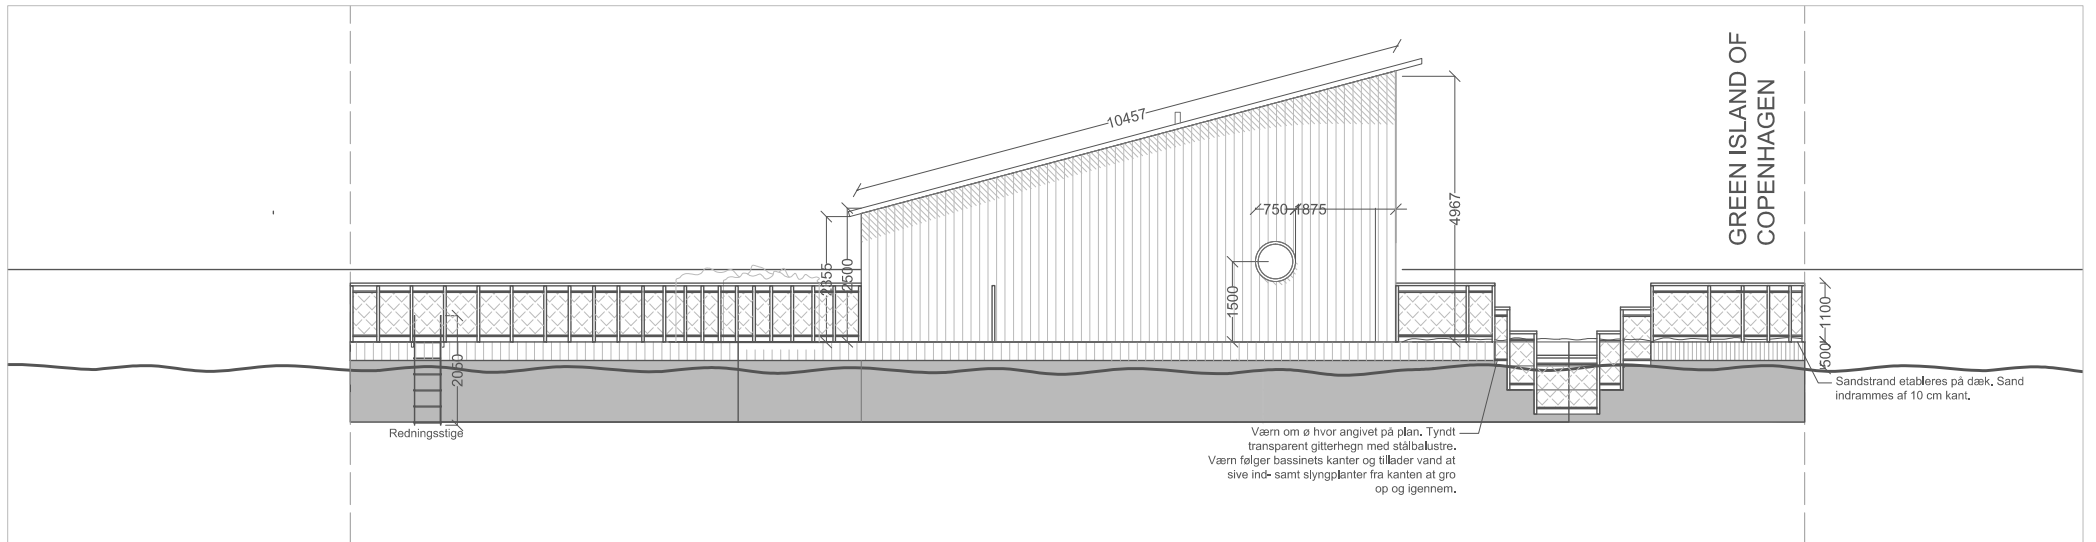 GREEN ISLAND OF
COPENHAGEN
10457
750
1875
4967
2355
2500
1500
1100
500
2050
Redningsstige
Sandstrand etableres på dæk. Sand
indrammes af 10 cm kant.
Værn om ø hvor angivet på plan. Tyndt
transparent gitterhegn med stålbalustre.
Værn følger bassinets kanter og tillader vand at
sive ind- samt slyngplanter fra kanten at gro
op og igennem.